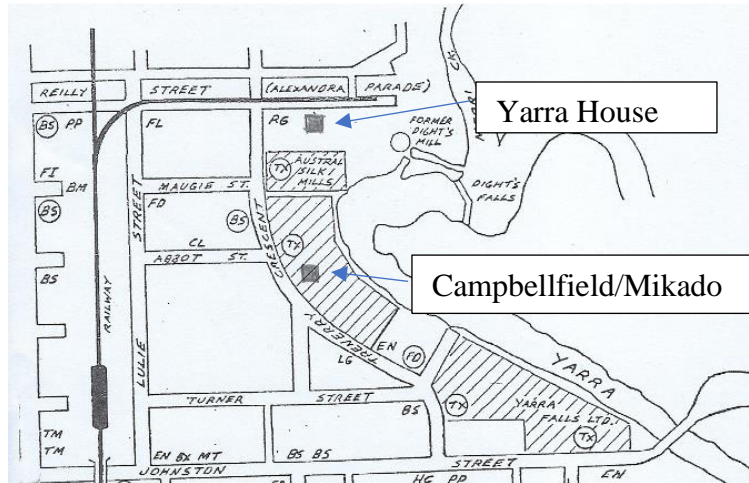 REILLY STREET (ALEXANDRA PARADE)
MERRI CK.
Yarra House
BS PP
FL
RG
FORMER
DIGHT'S
MILL
TX AUSTRAL
SILK
MILLS
DIGHT'S
FALLS
FI
BM
MAUGIE ST.
FD
BS
BS
CL
ABBOT ST.
TX
CRESCENT
Campbellfield/Mikado
BS
RAILWAY
LULIE STREET
TRENERRY
LG
EN
FD
YARRA
TURNER STREET
BS
TX
YARRA
FALLS LTD.
TX
TM
TM
EN BX MT
BS BS
JOHNSTON STREET
HG PP
EN